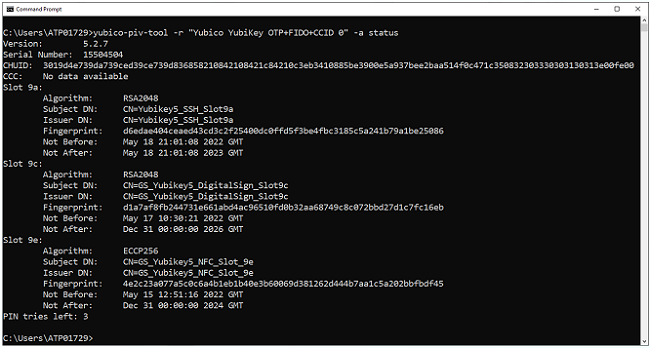 Command Prompt
C:\Users\ATP01729>yubico-piv-tool -r "Yubico YubiKey OTP+FIDO+CCID 0" -a status
Version: 5.2.7
Serial Number: 15504504
CHUID: 3019d4e739da739ced39ce739d836858210842108421c84210c3eb3410885be3900e5a937bee2baa514f0c471c350832303330303130313e00fe00
CCC: No data available
Slot 9a:
Algorithm: RSA2048
Subject DN: CN=Yubikey5_SSH_Slot9a
Issuer DN: CN=Yubikey5_SSH_Slot9a
Fingerprint: d6edae404ceaed43cd3c2f25400dc0ffd5f3be4fbc3185c5a241b79a1be25086
Not Before: May 18 21:01:08 2022 GMT
Not After: May 18 21:01:08 2023 GMT
Slot 9c:
Algorithm: RSA2048
Subject DN: CN=GS_Yubikey5_DigitalSign_Slot9c
Issuer DN: CN=GS_Yubikey5_DigitalSign_Slot9c
Fingerprint: d1a7af8fb244731e661abd4ac96510fd0b32aa68749c8c072bbd27d1c7fc16eb
Not Before: May 17 10:30:21 2022 GMT
Not After: Dec 31 00:00:00 2026 GMT
Slot 9e:
Algorithm: ECCP256
Subject DN: CN=GS_Yubikey5_NFC_Slot_9e
Issuer DN: CN=GS_Yubikey5_NFC_Slot_9e
Fingerprint: 4e2c23a077a5c0c6a4b1eb1b40e3b60069d381262d444b7aa1c5a202bbfbdf45
Not Before: May 15 12:51:16 2022 GMT
Not After: Dec 31 00:00:00 2024 GMT
PIN tries left: 3
C:\Users\ATP01729>